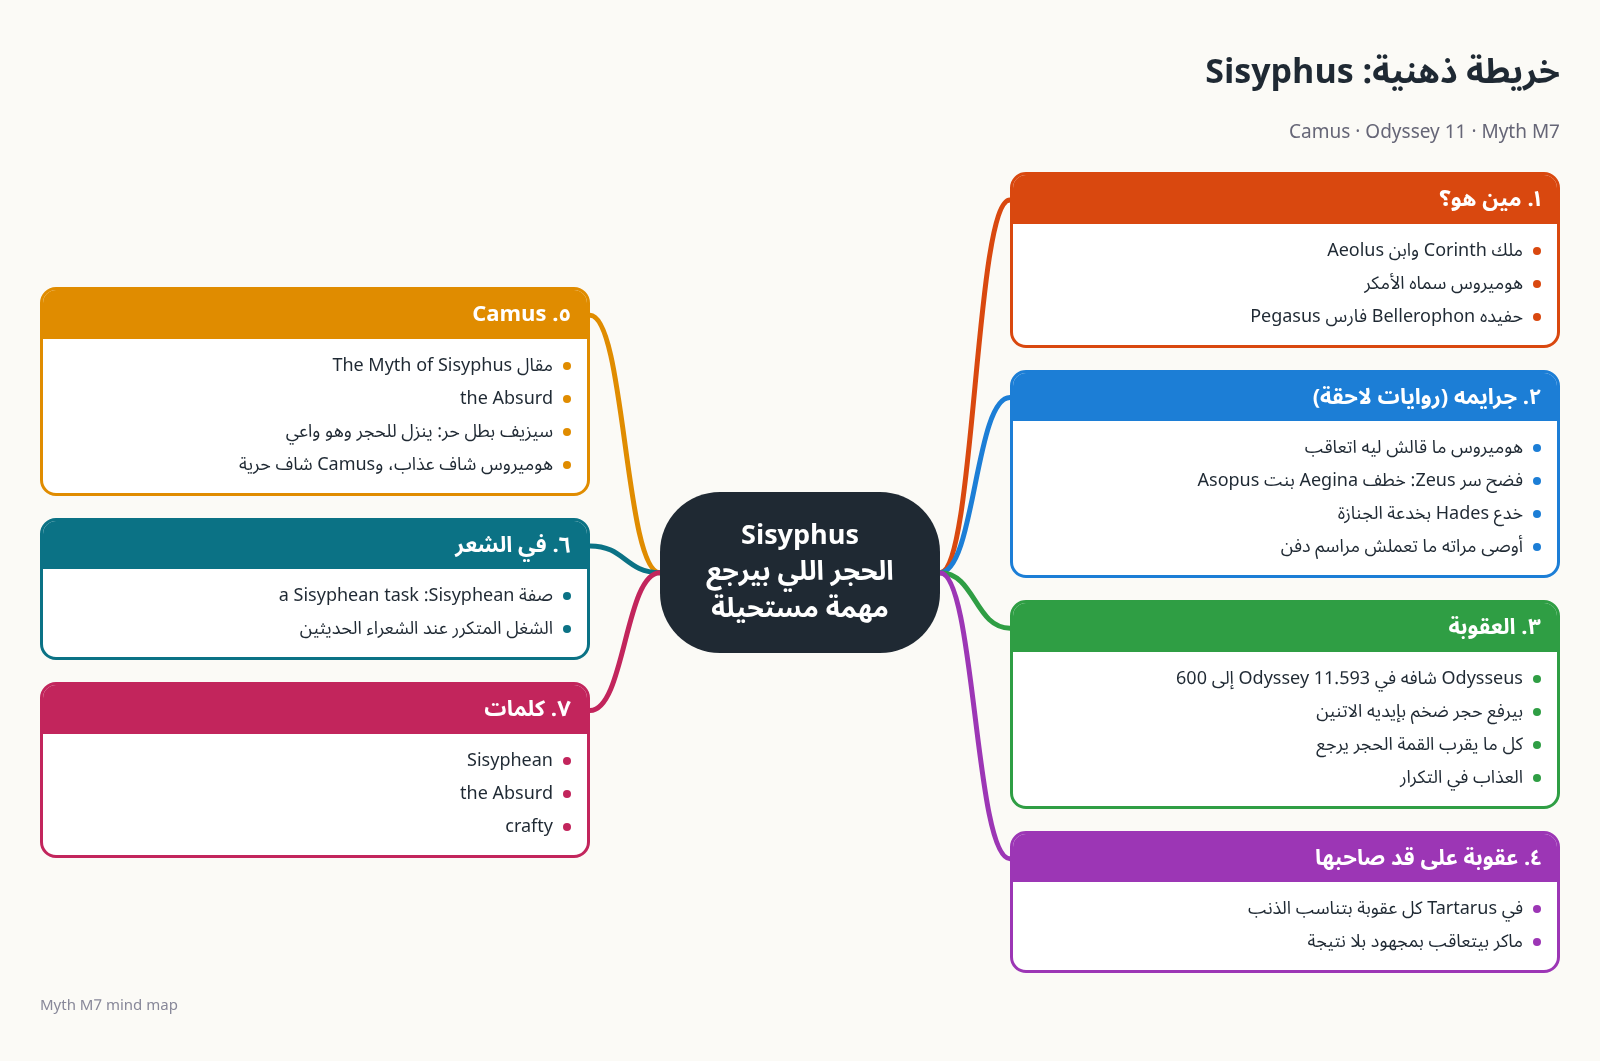 خريطة ذهنية: Sisyphus
Camus · Odyssey 11 · Myth M7
١. مين هو؟
ملك Corinth وابن Aeolus
هوميروس سماه الأمكر
حفيده Bellerophon فارس Pegasus
٢. جرايمه (روايات لاحقة)
هوميروس ما قالش ليه اتعاقب
فضح سر Zeus: خطف Aegina بنت Asopus
خدع Hades بخدعة الجنازة
أوصى مراته ما تعملش مراسم دفن
٣. العقوبة
Odysseus شافه في Odyssey 11.593 إلى 600
بيرفع حجر ضخم بإيديه الاتنين
كل ما يقرب القمة الحجر يرجع
العذاب في التكرار
٤. عقوبة على قد صاحبها
في Tartarus كل عقوبة بتناسب الذنب
ماكر بيتعاقب بمجهود بلا نتيجة
Sisyphus
الحجر اللي بيرجع
مهمة مستحيلة
٥. Camus
مقال The Myth of Sisyphus
the Absurd
سيزيف بطل حر: ينزل للحجر وهو واعي
هوميروس شاف عذاب، وCamus شاف حرية
٦. في الشعر
صفة Sisyphean: a Sisyphean task
الشغل المتكرر عند الشعراء الحديثين
٧. كلمات
Sisyphean
the Absurd
crafty
Myth M7 mind map